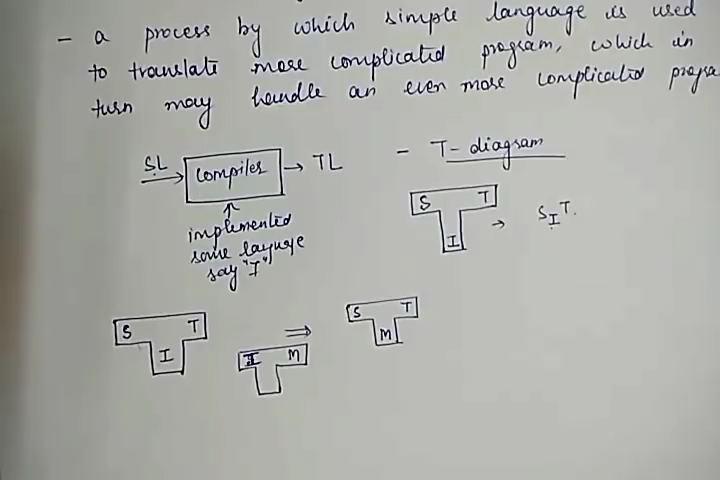 - a process by which simple language is used
to translate more complicated program, which in
turn may handle an even more complicated progra
SL → compiler → TL
implemented
some language
say "I"
- T-diagram
S T
I
→ S I T.
S T
I
I M
⇒
S T
M